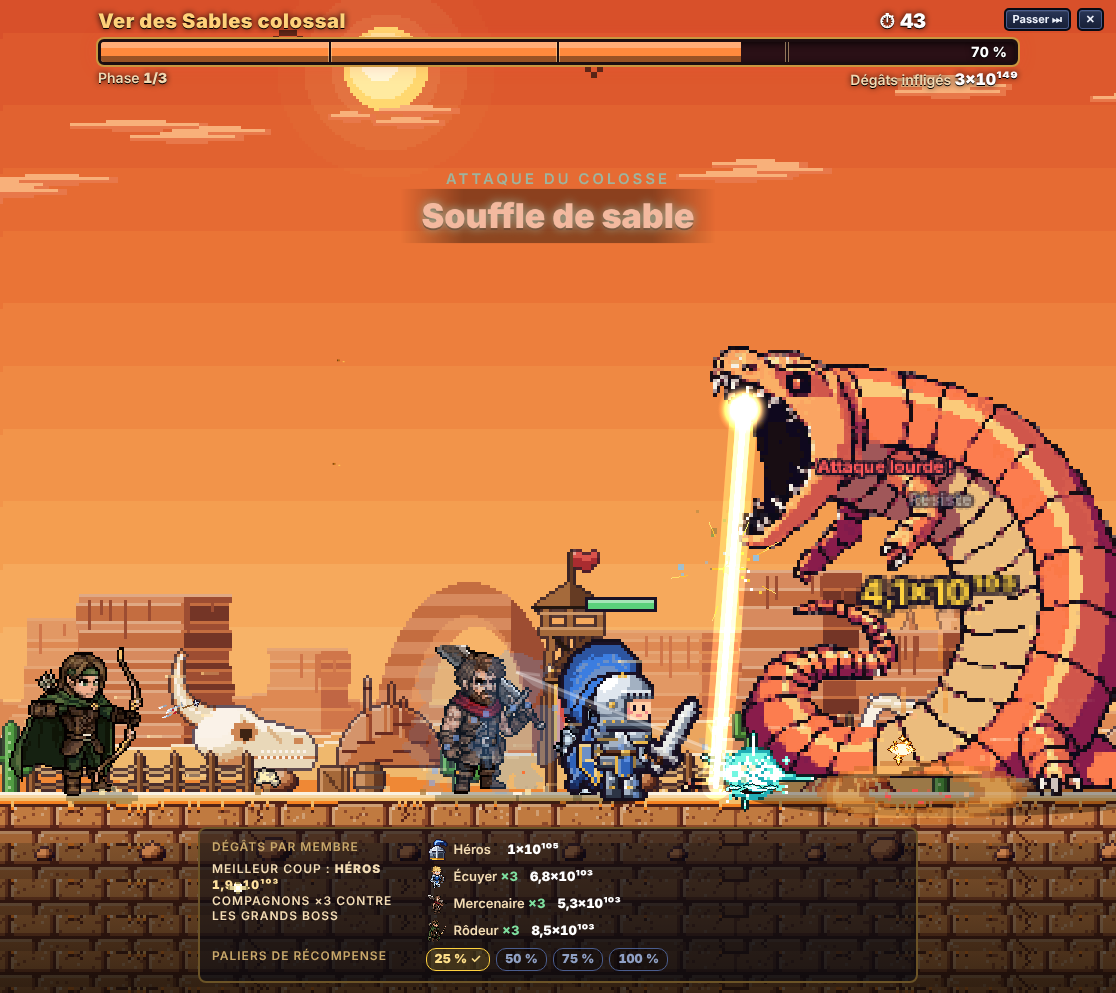 Ver des Sables colossal
⏱ 43
Passer ⏭
✕
70 %
Phase 1/3
Dégâts infligés 3×10¹⁴⁹
ATTAQUE DU COLOSSE
Souffle de sable
Attaque lourde !
Résiste
DÉGÂTS PAR MEMBRE
MEILLEUR COUP : HÉROS
COMPAGNONS ×3 CONTRE
LES GRANDS BOSS
Héros 1×10¹⁰⁵
Écuyer ×3 6,8×10¹⁰³
Mercenaire ×3 5,3×10¹⁰³
Rôdeur ×3 8,5×10¹⁰³
PALIERS DE RÉCOMPENSE
25 % ✓ 50 % 75 % 100 %